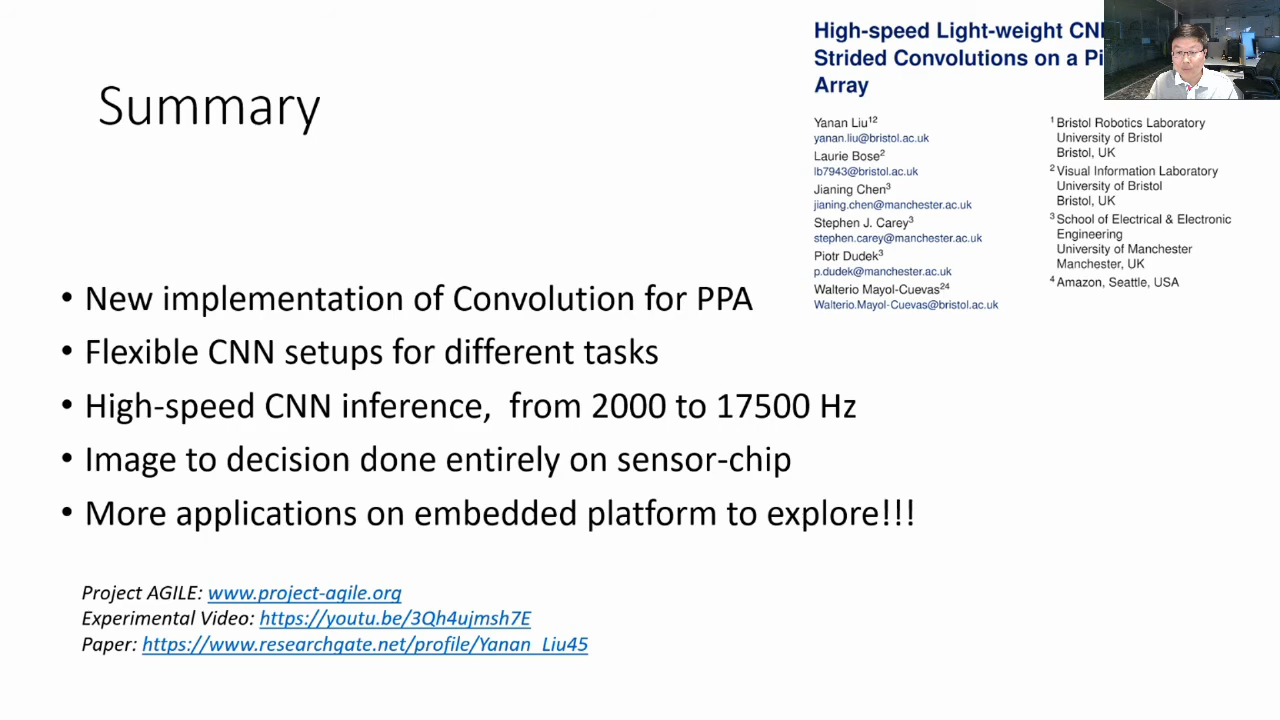 Summary
High-speed Light-weight CN
Strided Convolutions on a Pi
Array
Yanan Liu¹²
yanan.liu@bristol.ac.uk
Laurie Bose²
lb7943@bristol.ac.uk
Jianing Chen³
jianing.chen@manchester.ac.uk
Stephen J. Carey³
stephen.carey@manchester.ac.uk
Piotr Dudek³
p.dudek@manchester.ac.uk
Walterio Mayol-Cuevas²⁴
Walterio.Mayol-Cuevas@bristol.ac.uk
¹ Bristol Robotics Laboratory
University of Bristol
Bristol, UK
² Visual Information Laboratory
University of Bristol
Bristol, UK
³ School of Electrical & Electronic
Engineering
University of Manchester
Manchester, UK
⁴ Amazon, Seattle, USA
• New implementation of Convolution for PPA
• Flexible CNN setups for different tasks
• High-speed CNN inference, from 2000 to 17500 Hz
• Image to decision done entirely on sensor-chip
• More applications on embedded platform to explore!!!
Project AGILE: www.project-agile.org
Experimental Video: https://youtu.be/3Qh4ujmsh7E
Paper: https://www.researchgate.net/profile/Yanan_Liu45